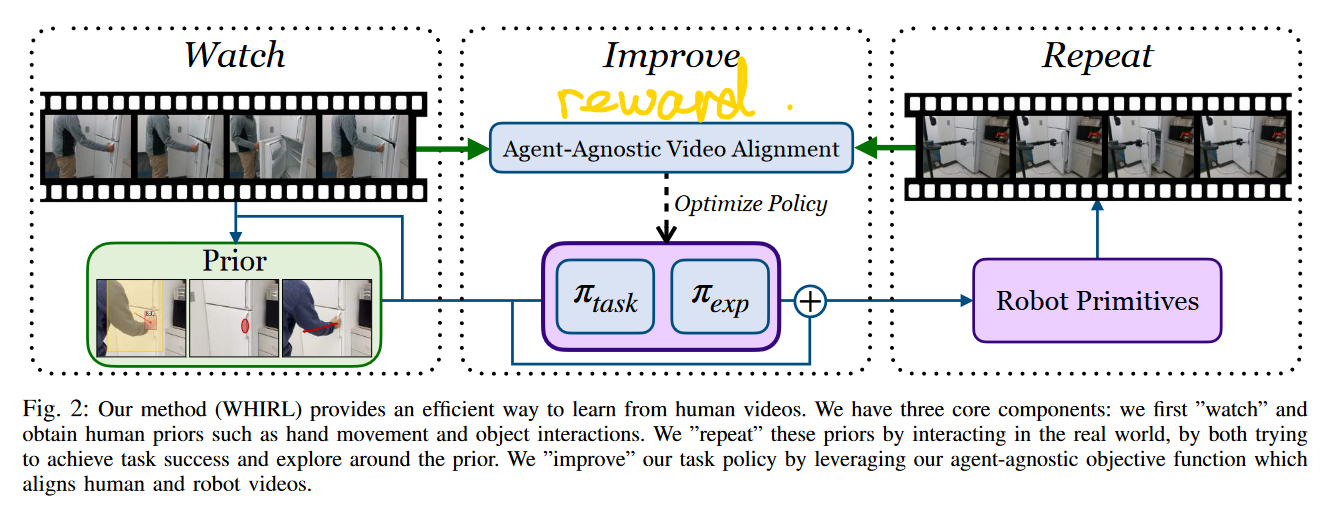 Watch
Improve
Repeat
reward .
Agent-Agnostic Video Alignment
Optimize Policy
Prior
π_task
π_exp
+
Robot Primitives
Fig. 2: Our method (WHIRL) provides an efficient way to learn from human videos. We have three core components: we first ”watch” and
obtain human priors such as hand movement and object interactions. We ”repeat” these priors by interacting in the real world, by both trying
to achieve task success and explore around the prior. We ”improve” our task policy by leveraging our agent-agnostic objective function which
aligns human and robot videos.